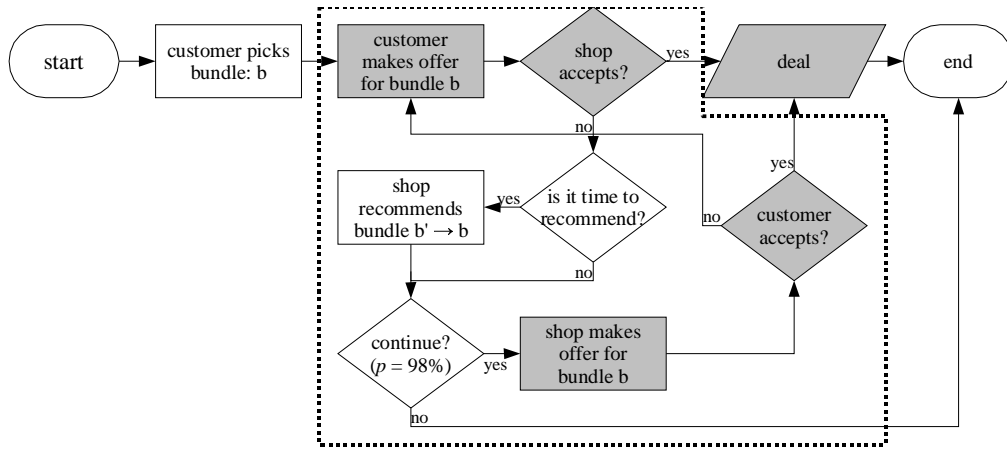 start
customer picks
bundle: b
customer
makes offer
for bundle b
shop
accepts?
yes
deal
end
no
no
yes
shop
recommends
bundle b' → b
yes
is it time to
recommend?
no
customer
accepts?
no
continue?
(p = 98%)
yes
shop makes
offer for
bundle b
no